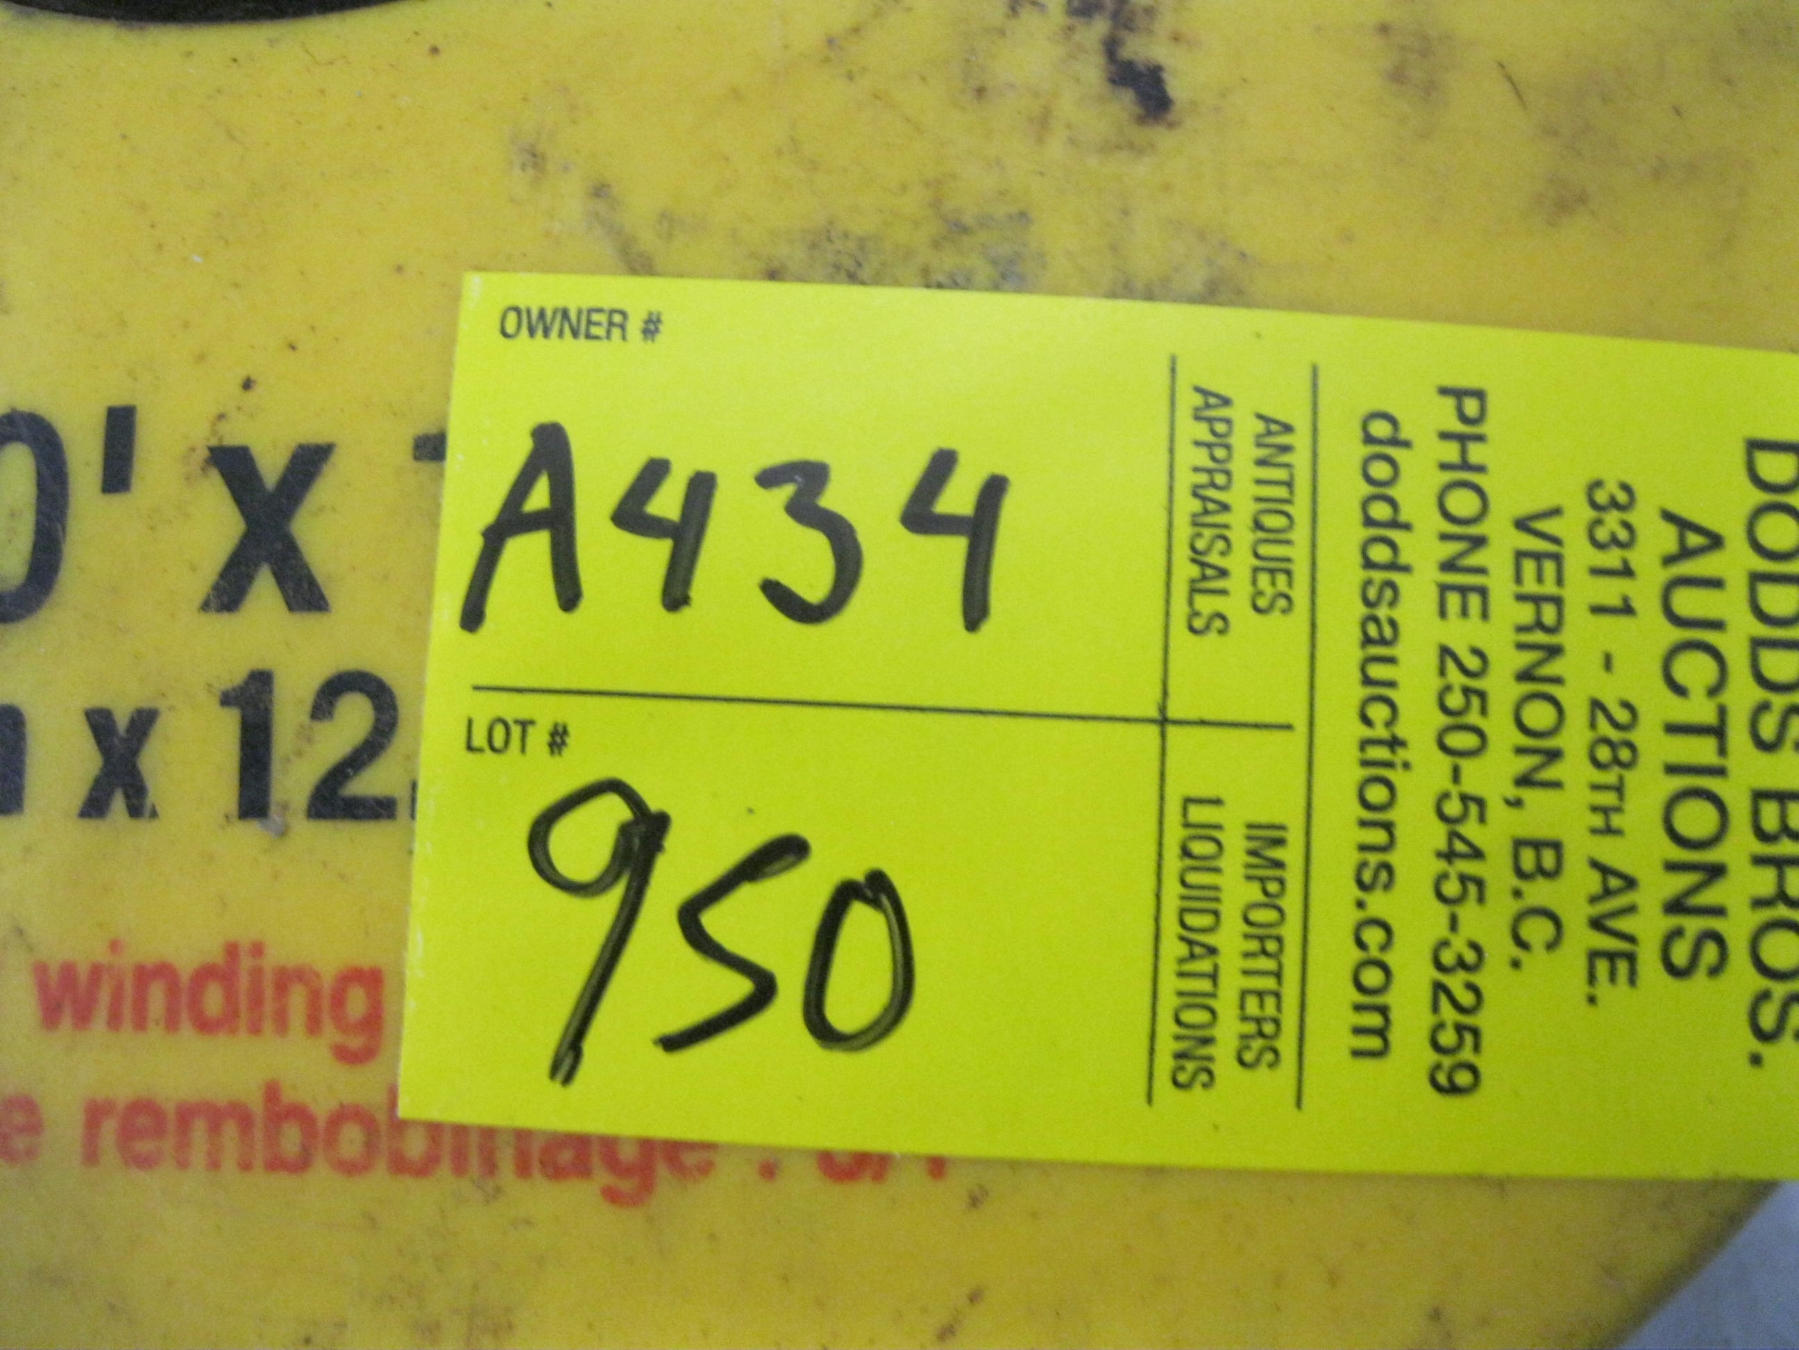 OWNER #
A434
LOT #
950
ANTIQUES
APPRAISALS
IMPORTERS
LIQUIDATIONS
DODDS BROS.
AUCTIONS
3311 - 28TH AVE.
VERNON, B.C.
PHONE 250-545-3259
doddsauctions.com
0' x
x 12.
winding
e rembobinage :